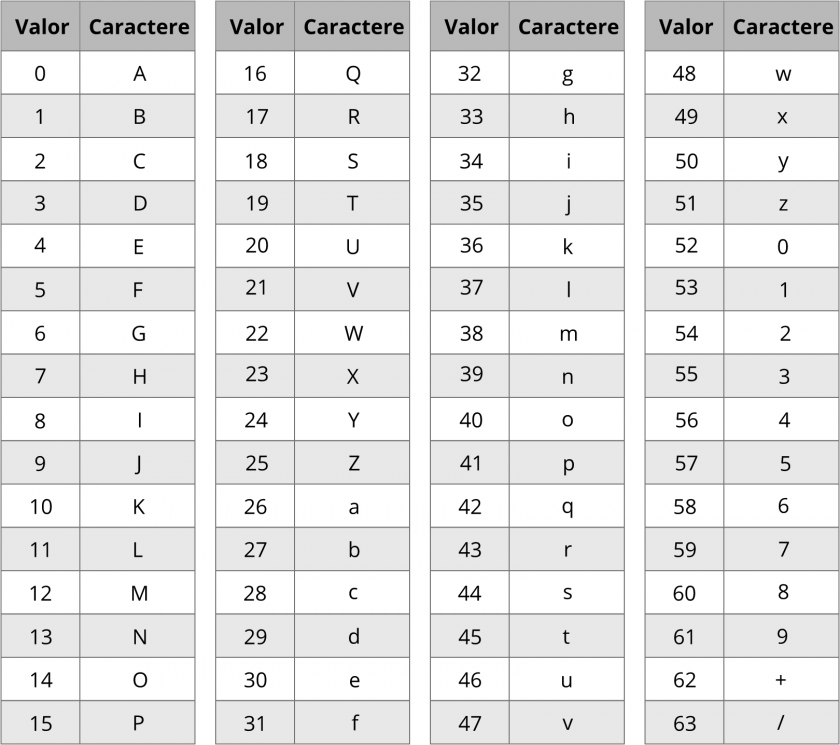 Valor Caractere Valor Caractere Valor Caractere Valor Caractere
0 A 16 Q 32 g 48 w
1 B 17 R 33 h 49 x
2 C 18 S 34 i 50 y
3 D 19 T 35 j 51 z
4 E 20 U 36 k 52 0
5 F 21 V 37 l 53 1
6 G 22 W 38 m 54 2
7 H 23 X 39 n 55 3
8 I 24 Y 40 o 56 4
9 J 25 Z 41 p 57 5
10 K 26 a 42 q 58 6
11 L 27 b 43 r 59 7
12 M 28 c 44 s 60 8
13 N 29 d 45 t 61 9
14 O 30 e 46 u 62 +
15 P 31 f 47 v 63 /